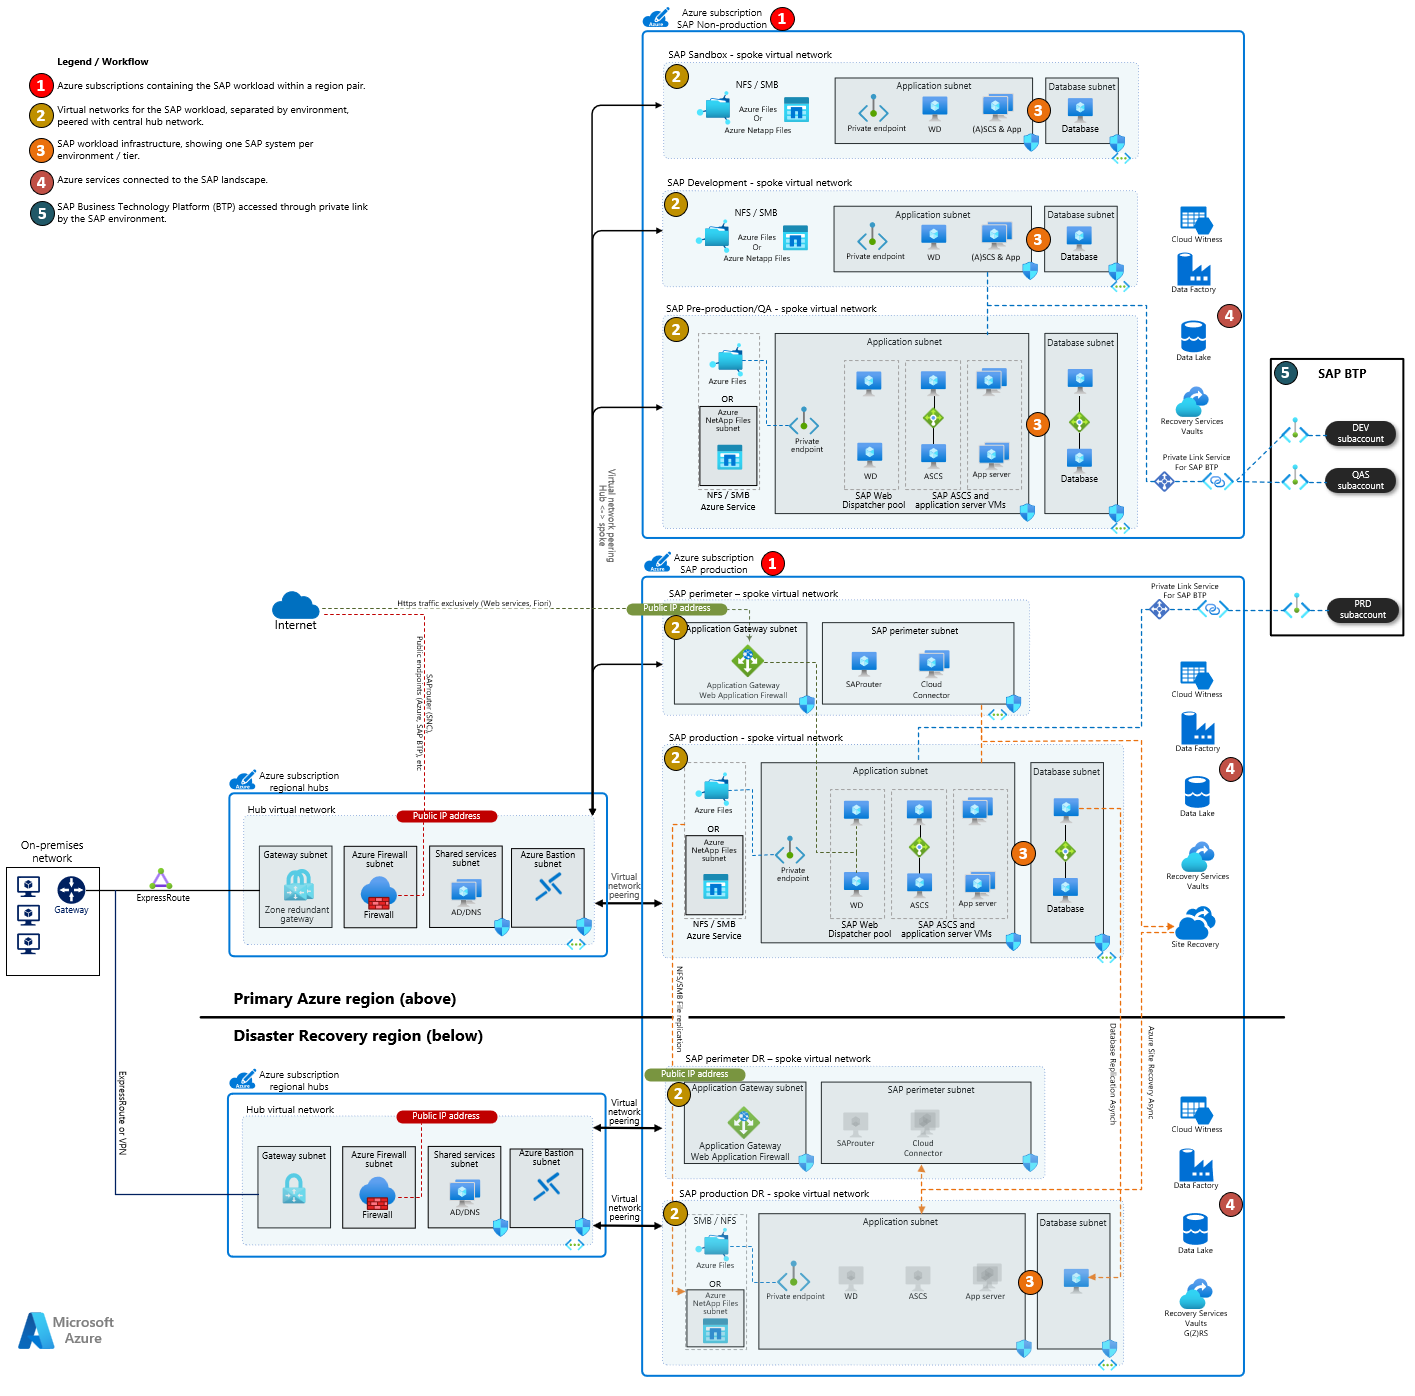 Legend / Workflow
1
Azure subscriptions containing the SAP workload within a region pair.
2
Virtual networks for the SAP workload, separated by environment,
peered with central hub network.
3
SAP workload infrastructure, showing one SAP system per
environment / tier.
4
Azure services connected to the SAP landscape.
5
SAP Business Technology Platform (BTP) accessed through private link
by the SAP environment.
Azure
Azure subscription
SAP Non-production
1
SAP Sandbox - spoke virtual network
2
NFS / SMB
Azure Files
Or
Azure Netapp Files
Application subnet
Private endpoint
WD
(A)SCS & App
3
Database subnet
Database
SAP Development - spoke virtual network
2
NFS / SMB
Azure Files
Or
Azure Netapp Files
Application subnet
Private endpoint
WD
(A)SCS & App
3
Database subnet
Database
SAP Pre-production/QA - spoke virtual network
2
Azure Files
OR
Azure
NetApp Files
subnet
NFS / SMB
Azure Service
Application subnet
Private
endpoint
WD
SAP Web
Dispatcher pool
ASCS
App server
SAP ASCS and
application server VMs
3
Database subnet
Database
Cloud Witness
Data Factory
4
Data Lake
Recovery Services
Vaults
Private Link Service
For SAP BTP
5
SAP BTP
DEV
subaccount
QAS
subaccount
PRD
subaccount
Virtual network peering
Hub <-> spoke
Azure
Azure subscription
SAP production
1
SAP perimeter – spoke virtual network
Internet
Https traffic exclusively (Web services, Fiori)
Public IP address
2
Application Gateway subnet
Application Gateway
Web Application Firewall
SAP perimeter subnet
SAProuter
Cloud
Connector
Private Link Service
For SAP BTP
SAProuter (SNC)
Public endpoints (Azure, SAP BTP), etc
SAP production - spoke virtual network
2
Azure Files
OR
Azure
NetApp Files
subnet
NFS / SMB
Azure Service
Application subnet
Private
endpoint
WD
SAP Web
Dispatcher pool
ASCS
App server
SAP ASCS and
application server VMs
3
Database subnet
Database
Cloud Witness
Data Factory
4
Data Lake
Recovery Services
Vaults
Site Recovery
Azure
Azure subscription
regional hubs
Hub virtual network
Public IP address
Gateway subnet
Zone redundant
gateway
Azure Firewall
subnet
Firewall
Shared services
subnet
AD/DNS
Azure Bastion
subnet
Virtual
network
peering
On-premises
network
Gateway
ExpressRoute
Primary Azure region (above)
Disaster Recovery region (below)
NFS/SMB File replication
Database Replication Asynch
Azure Site Recovery Async
ExpressRoute or VPN
Azure
Azure subscription
regional hubs
Hub virtual network
Public IP address
Gateway subnet
Azure Firewall
subnet
Firewall
Shared services
subnet
AD/DNS
Azure Bastion
subnet
Virtual
network
peering
Virtual
network
peering
SAP perimeter DR – spoke virtual network
Public IP address
2
Application Gateway subnet
Application Gateway
Web Application Firewall
SAP perimeter subnet
SAProuter
Cloud
Connector
SAP production DR - spoke virtual network
2
SMB / NFS
Azure Files
OR
Azure
NetApp Files
subnet
Application subnet
Private endpoint
WD
ASCS
App server
3
Database subnet
Cloud Witness
Data Factory
4
Data Lake
Recovery Services
Vaults
G(Z)RS
Microsoft
Azure